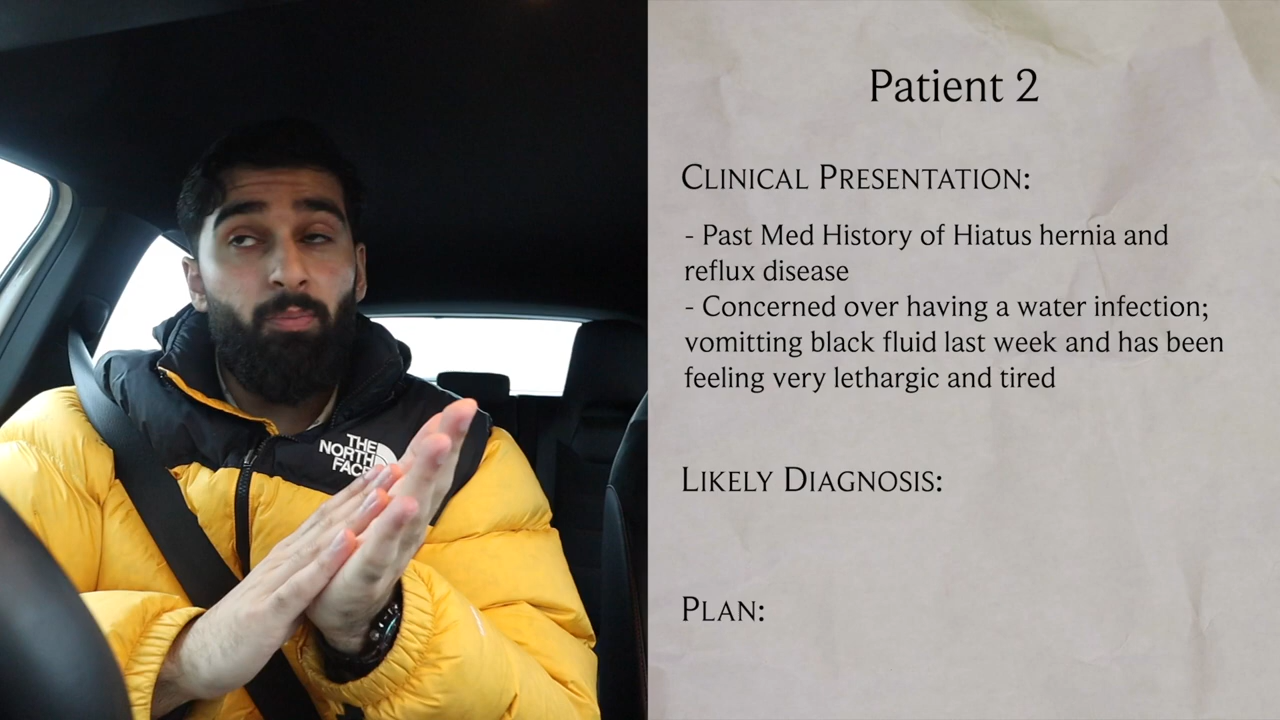 THE
NORTH
FACE
Patient 2
Clinical Presentation:
- Past Med History of Hiatus hernia and
reflux disease
- Concerned over having a water infection;
vomitting black fluid last week and has been
feeling very lethargic and tired
Likely Diagnosis:
Plan: